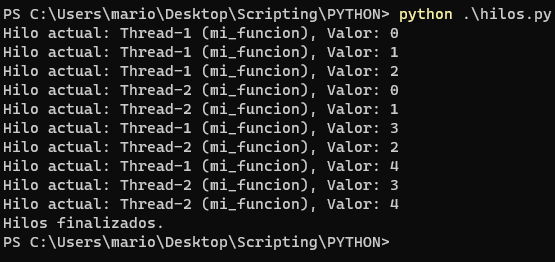 PS C:\Users\mario\Desktop\Scripting\PYTHON> python .\hilos.py
Hilo actual: Thread-1 (mi_funcion), Valor: 0
Hilo actual: Thread-1 (mi_funcion), Valor: 1
Hilo actual: Thread-1 (mi_funcion), Valor: 2
Hilo actual: Thread-2 (mi_funcion), Valor: 0
Hilo actual: Thread-2 (mi_funcion), Valor: 1
Hilo actual: Thread-1 (mi_funcion), Valor: 3
Hilo actual: Thread-2 (mi_funcion), Valor: 2
Hilo actual: Thread-1 (mi_funcion), Valor: 4
Hilo actual: Thread-2 (mi_funcion), Valor: 3
Hilo actual: Thread-2 (mi_funcion), Valor: 4
Hilos finalizados.
PS C:\Users\mario\Desktop\Scripting\PYTHON>